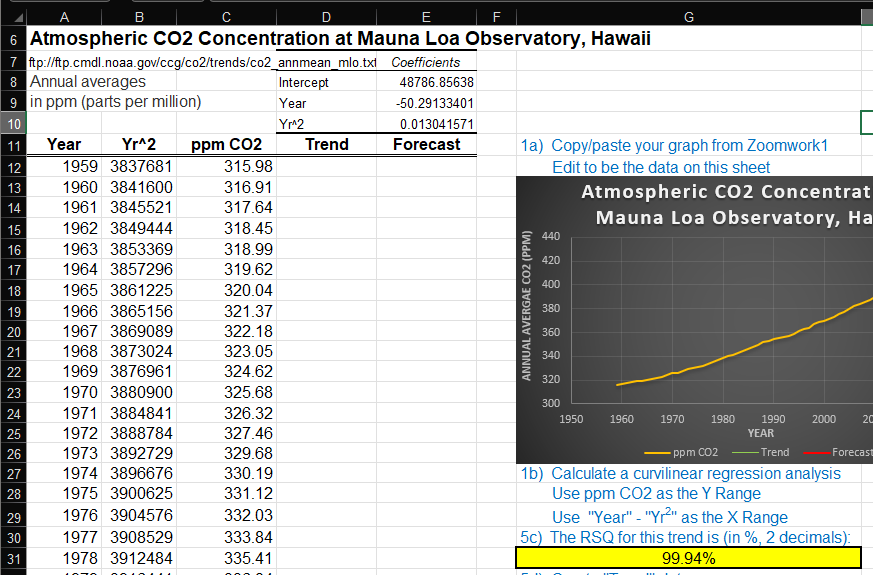 A B C D E F G
6 Atmospheric CO2 Concentration at Mauna Loa Observatory, Hawaii
7 ftp://ftp.cmdl.noaa.gov/ccg/co2/trends/co2_annmean_mlo.txt Coefficients
8 Annual averages Intercept 48786.85638
9 in ppm (parts per million) Year -50.29133401
10 Yr^2 0.013041571
11 Year Yr^2 ppm CO2 Trend Forecast 1a) Copy/paste your graph from Zoomwork1
12 1959 3837681 315.98 Edit to be the data on this sheet
13 1960 3841600 316.91
14 1961 3845521 317.64
15 1962 3849444 318.45
16 1963 3853369 318.99
17 1964 3857296 319.62
18 1965 3861225 320.04
19 1966 3865156 321.37
20 1967 3869089 322.18
21 1968 3873024 323.05
22 1969 3876961 324.62
23 1970 3880900 325.68
24 1971 3884841 326.32
25 1972 3888784 327.46
26 1973 3892729 329.68
27 1974 3896676 330.19 1b) Calculate a curvilinear regression analysis
28 1975 3900625 331.12 Use ppm CO2 as the Y Range
29 1976 3904576 332.03 Use "Year" - "Yr²" as the X Range
30 1977 3908529 333.84 5c) The RSQ for this trend is (in %, 2 decimals):
31 1978 3912484 335.41 99.94%
Atmospheric CO2 Concentrat
Mauna Loa Observatory, Ha
ANNUAL AVERGAE CO2 (PPM)
440
420
400
380
360
340
320
300
1950 1960 1970 1980 1990 2000 20
YEAR
ppm CO2 Trend Forecast